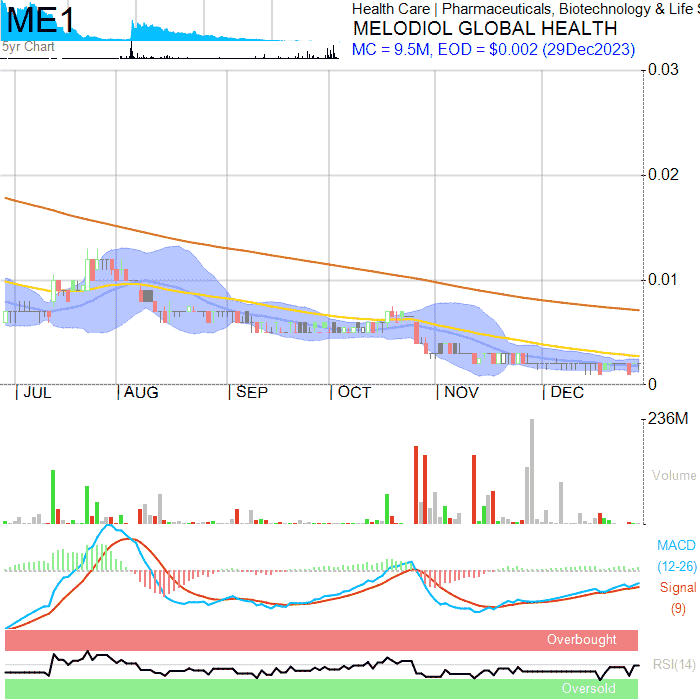 ME1
5yr Chart
Health Care | Pharmaceuticals, Biotechnology & Life S
MELODIOL GLOBAL HEALTH
MC = 9.5M, EOD = $0.002 (29Dec2023)
0.03
0.02
0.01
0
| JUL | AUG | SEP | OCT | NOV | DEC
236M
Volume
MACD
(12-26)
Signal
(9)
Overbought
RSI(14)
Oversold